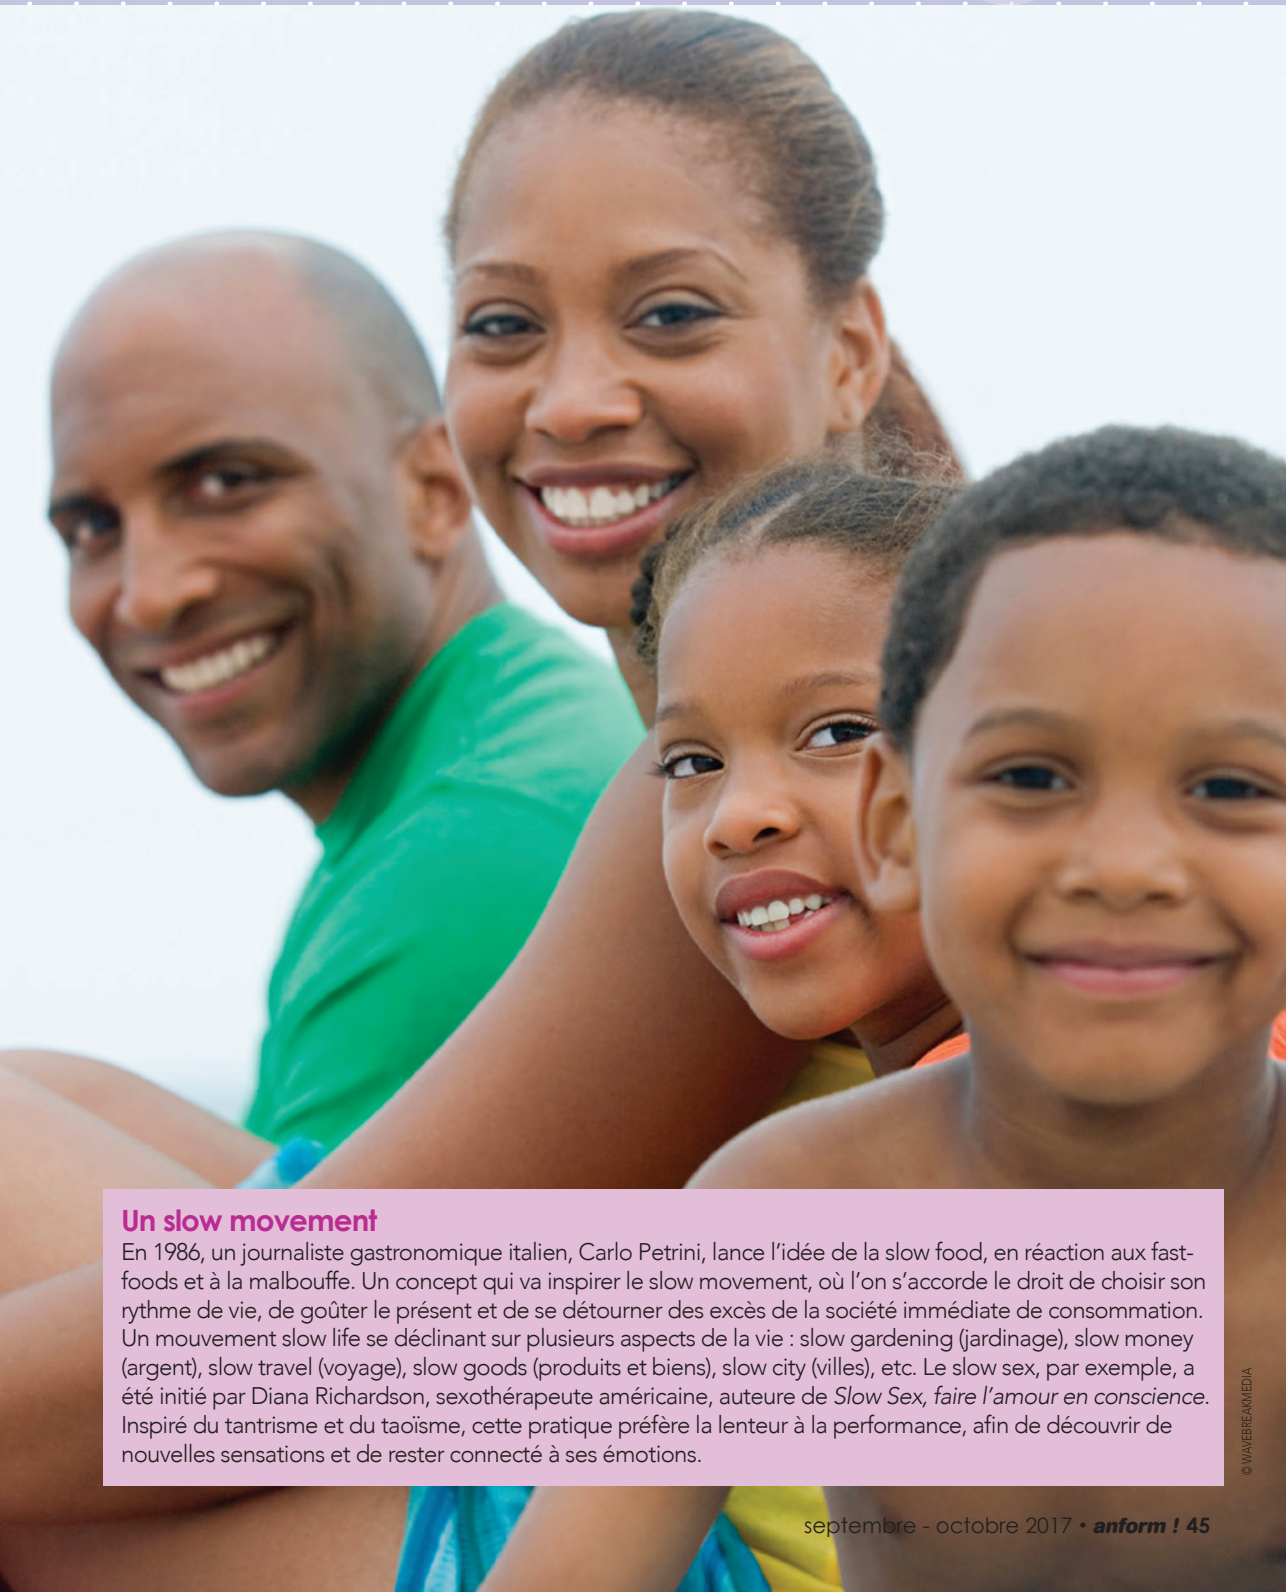 Un slow movement
En 1986, un journaliste gastronomique italien, Carlo Petrini, lance l’idée de la slow food, en réaction aux fast-
foods et à la malbouffe. Un concept qui va inspirer le slow movement, où l’on s’accorde le droit de choisir son
rythme de vie, de goûter le présent et de se détourner des excès de la société immédiate de consommation.
Un mouvement slow life se déclinant sur plusieurs aspects de la vie : slow gardening (jardinage), slow money
(argent), slow travel (voyage), slow goods (produits et biens), slow city (villes), etc. Le slow sex, par exemple, a
été initié par Diana Richardson, sexothérapeute américaine, auteure de Slow Sex, faire l’amour en conscience.
Inspiré du tantrisme et du taoïsme, cette pratique préfère la lenteur à la performance, afin de découvrir de
nouvelles sensations et de rester connecté à ses émotions.
© WAVEBREAKMEDIA
septembre - octobre 2017 • anform ! 45